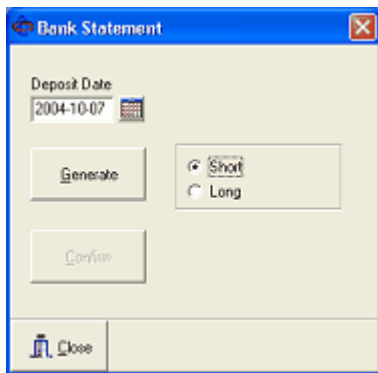 Bank Statement
Deposit Date
2004-10-07
Generate
Short
Long
Confirm
Close